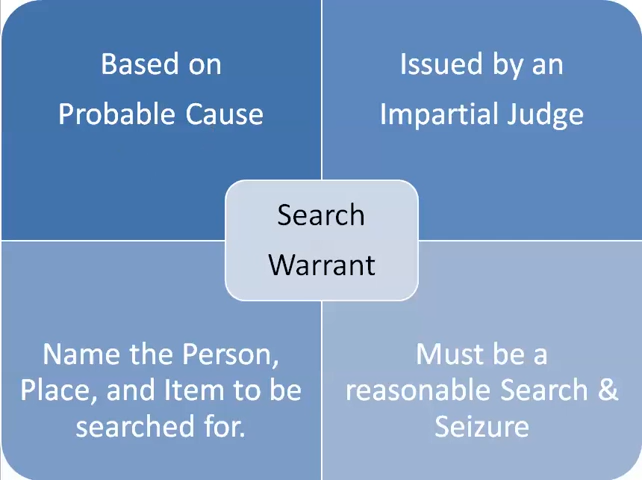 Based on
Probable Cause
Issued by an
Impartial Judge
Search
Warrant
Name the Person,
Place, and Item to be
searched for.
Must be a
reasonable Search &
Seizure